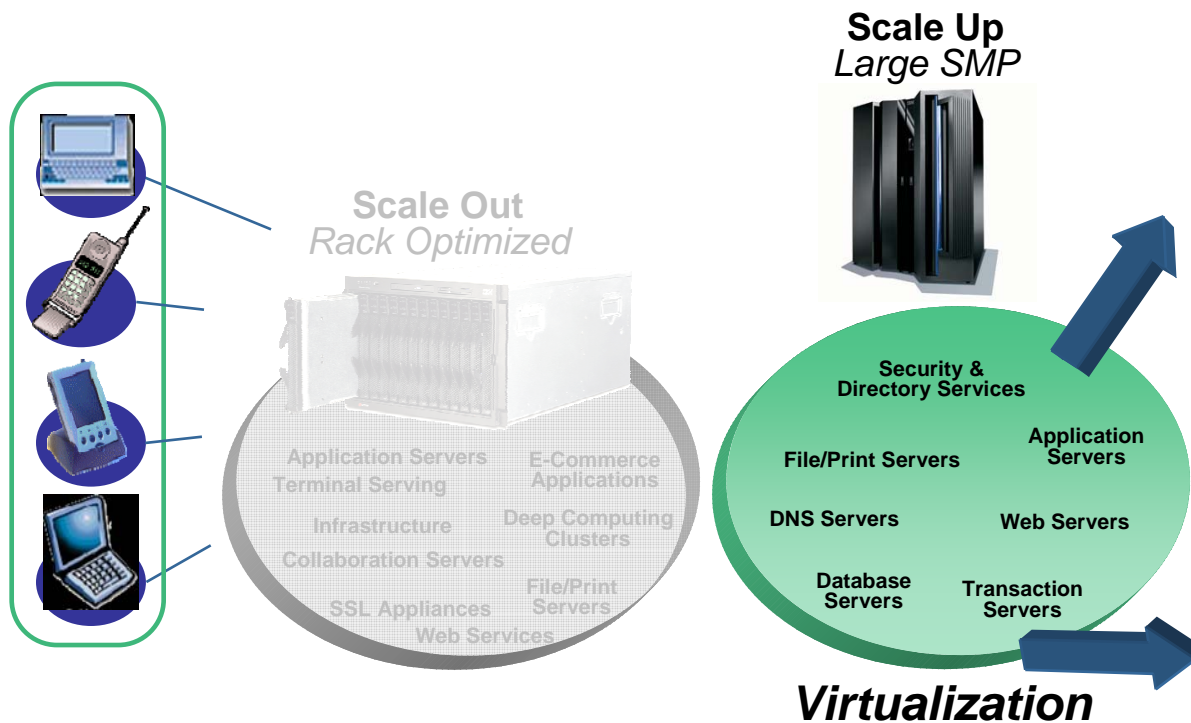 Scale Up
Large SMP
Scale Out
Rack Optimized
Application Servers
Terminal Serving
Infrastructure
Collaboration Servers
SSL Appliances
Web Services
E-Commerce
Applications
Deep Computing
Clusters
File/Print
Servers
Security &
Directory Services
Application
Servers
File/Print Servers
DNS Servers
Web Servers
Database
Servers
Transaction
Servers
Virtualization